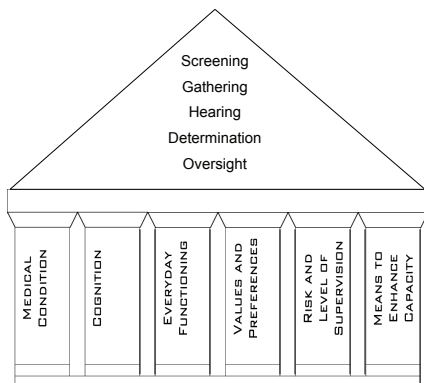 Screening
Gathering
Hearing
Determination
Oversight
MEDICAL
CONDITION
COGNITION
EVERYDAY
FUNCTIONING
VALUES AND
PREFERENCES
RISK AND
LEVEL OF
SUPERVISION
MEANS TO
ENHANCE
CAPACITY